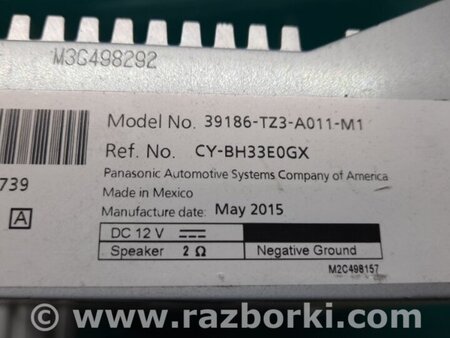 M3G498292
Model No. 39186-TZ3-A011-M1
Ref. No. CY-BH33E0GX
739
Panasonic Automotive Systems Company of America
Made in Mexico
A
Manufacture date: May 2015
DC 12 V
Speaker 2 Ω Negative Ground
M2C498157
© www.razborki.com